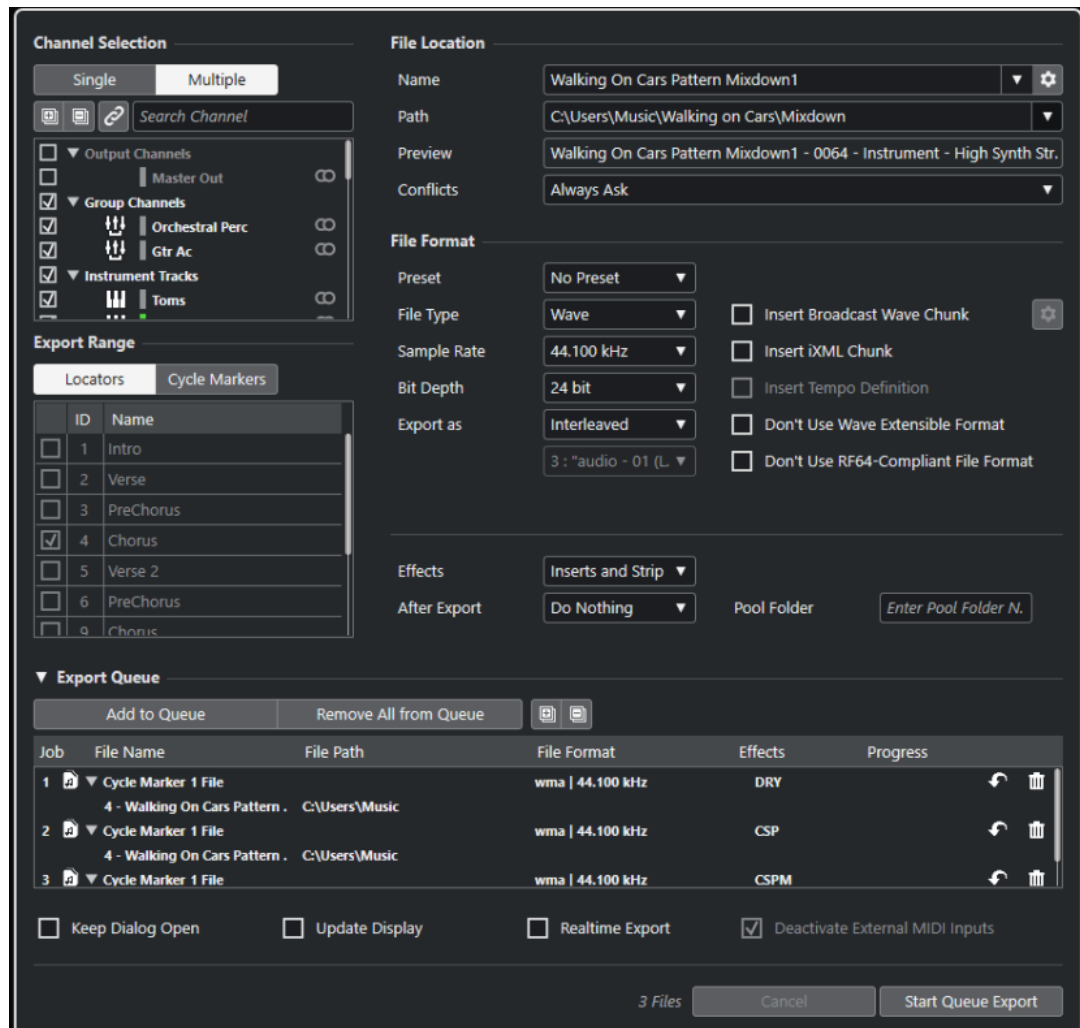 Channel Selection
Single Multiple
Search Channel
Output Channels
Master Out
Group Channels
Orchestral Perc
Gtr Ac
Instrument Tracks
Toms
Export Range
Locators Cycle Markers
ID Name
1 Intro
2 Verse
3 PreChorus
4 Chorus
5 Verse 2
6 PreChorus
9 Chorus
File Location
Name Walking On Cars Pattern Mixdown1
Path C:\Users\Music\Walking on Cars\Mixdown
Preview Walking On Cars Pattern Mixdown1 - 0064 - Instrument - High Synth Str.
Conflicts Always Ask
File Format
Preset No Preset
File Type Wave Insert Broadcast Wave Chunk
Sample Rate 44.100 kHz Insert iXML Chunk
Bit Depth 24 bit Insert Tempo Definition
Export as Interleaved Don't Use Wave Extensible Format
3 : "audio - 01 (L. Don't Use RF64-Compliant File Format
Effects Inserts and Strip
After Export Do Nothing Pool Folder Enter Pool Folder N.
Export Queue
Add to Queue Remove All from Queue
Job File Name File Path File Format Effects Progress
1 Cycle Marker 1 File wma | 44.100 kHz DRY
4 - Walking On Cars Pattern . C:\Users\Music
2 Cycle Marker 1 File wma | 44.100 kHz CSP
4 - Walking On Cars Pattern . C:\Users\Music
3 Cycle Marker 1 File wma | 44.100 kHz CSPM
Keep Dialog Open Update Display Realtime Export Deactivate External MIDI Inputs
3 Files Cancel Start Queue Export